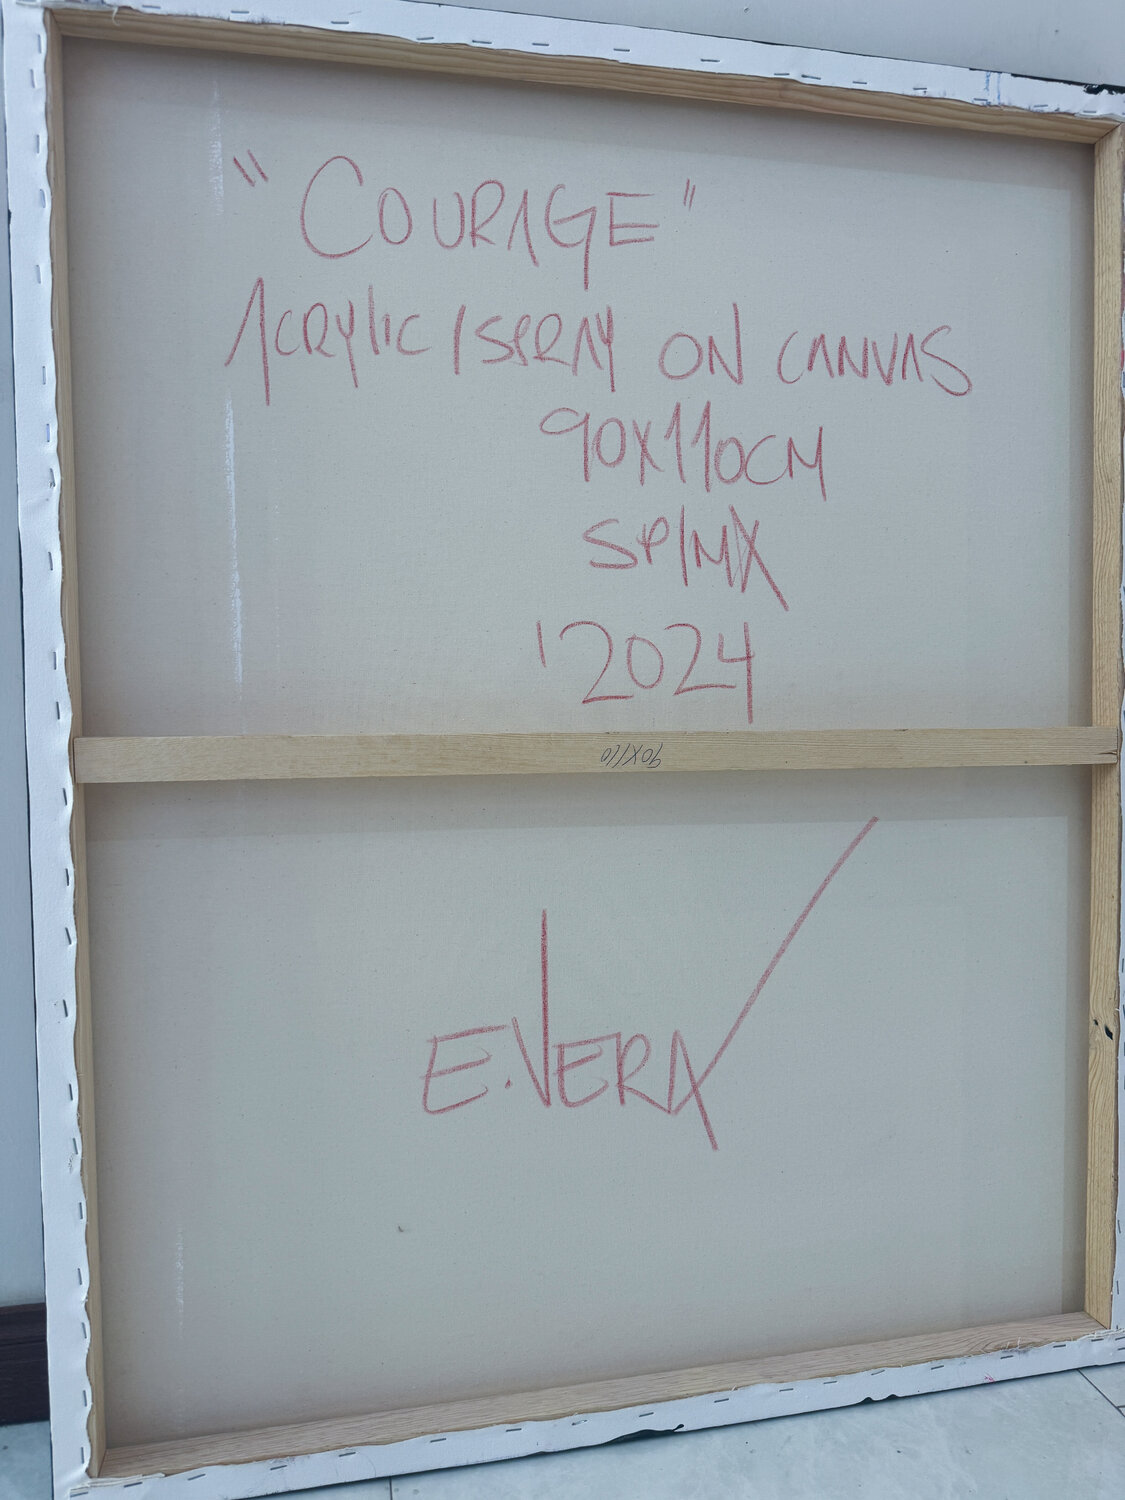 "COURAGE"
ACRYLIC/SPRAY ON CANVAS
90X110CM
SP/MX
'2024
90X110
E.VERA